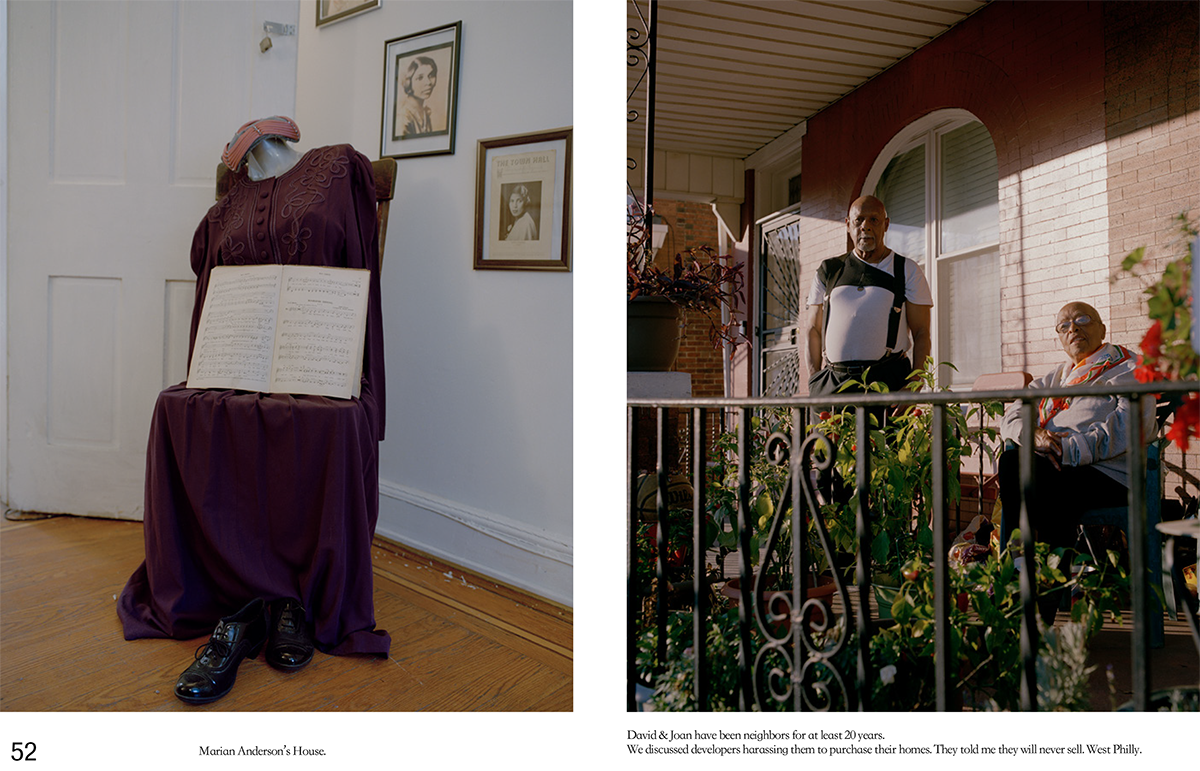 THE TOWN HALL
52
Marian Anderson's House.
David & Joan have been neighbors for at least 20 years.
We discussed developers harassing them to purchase their homes. They told me they will never sell. West Philly.